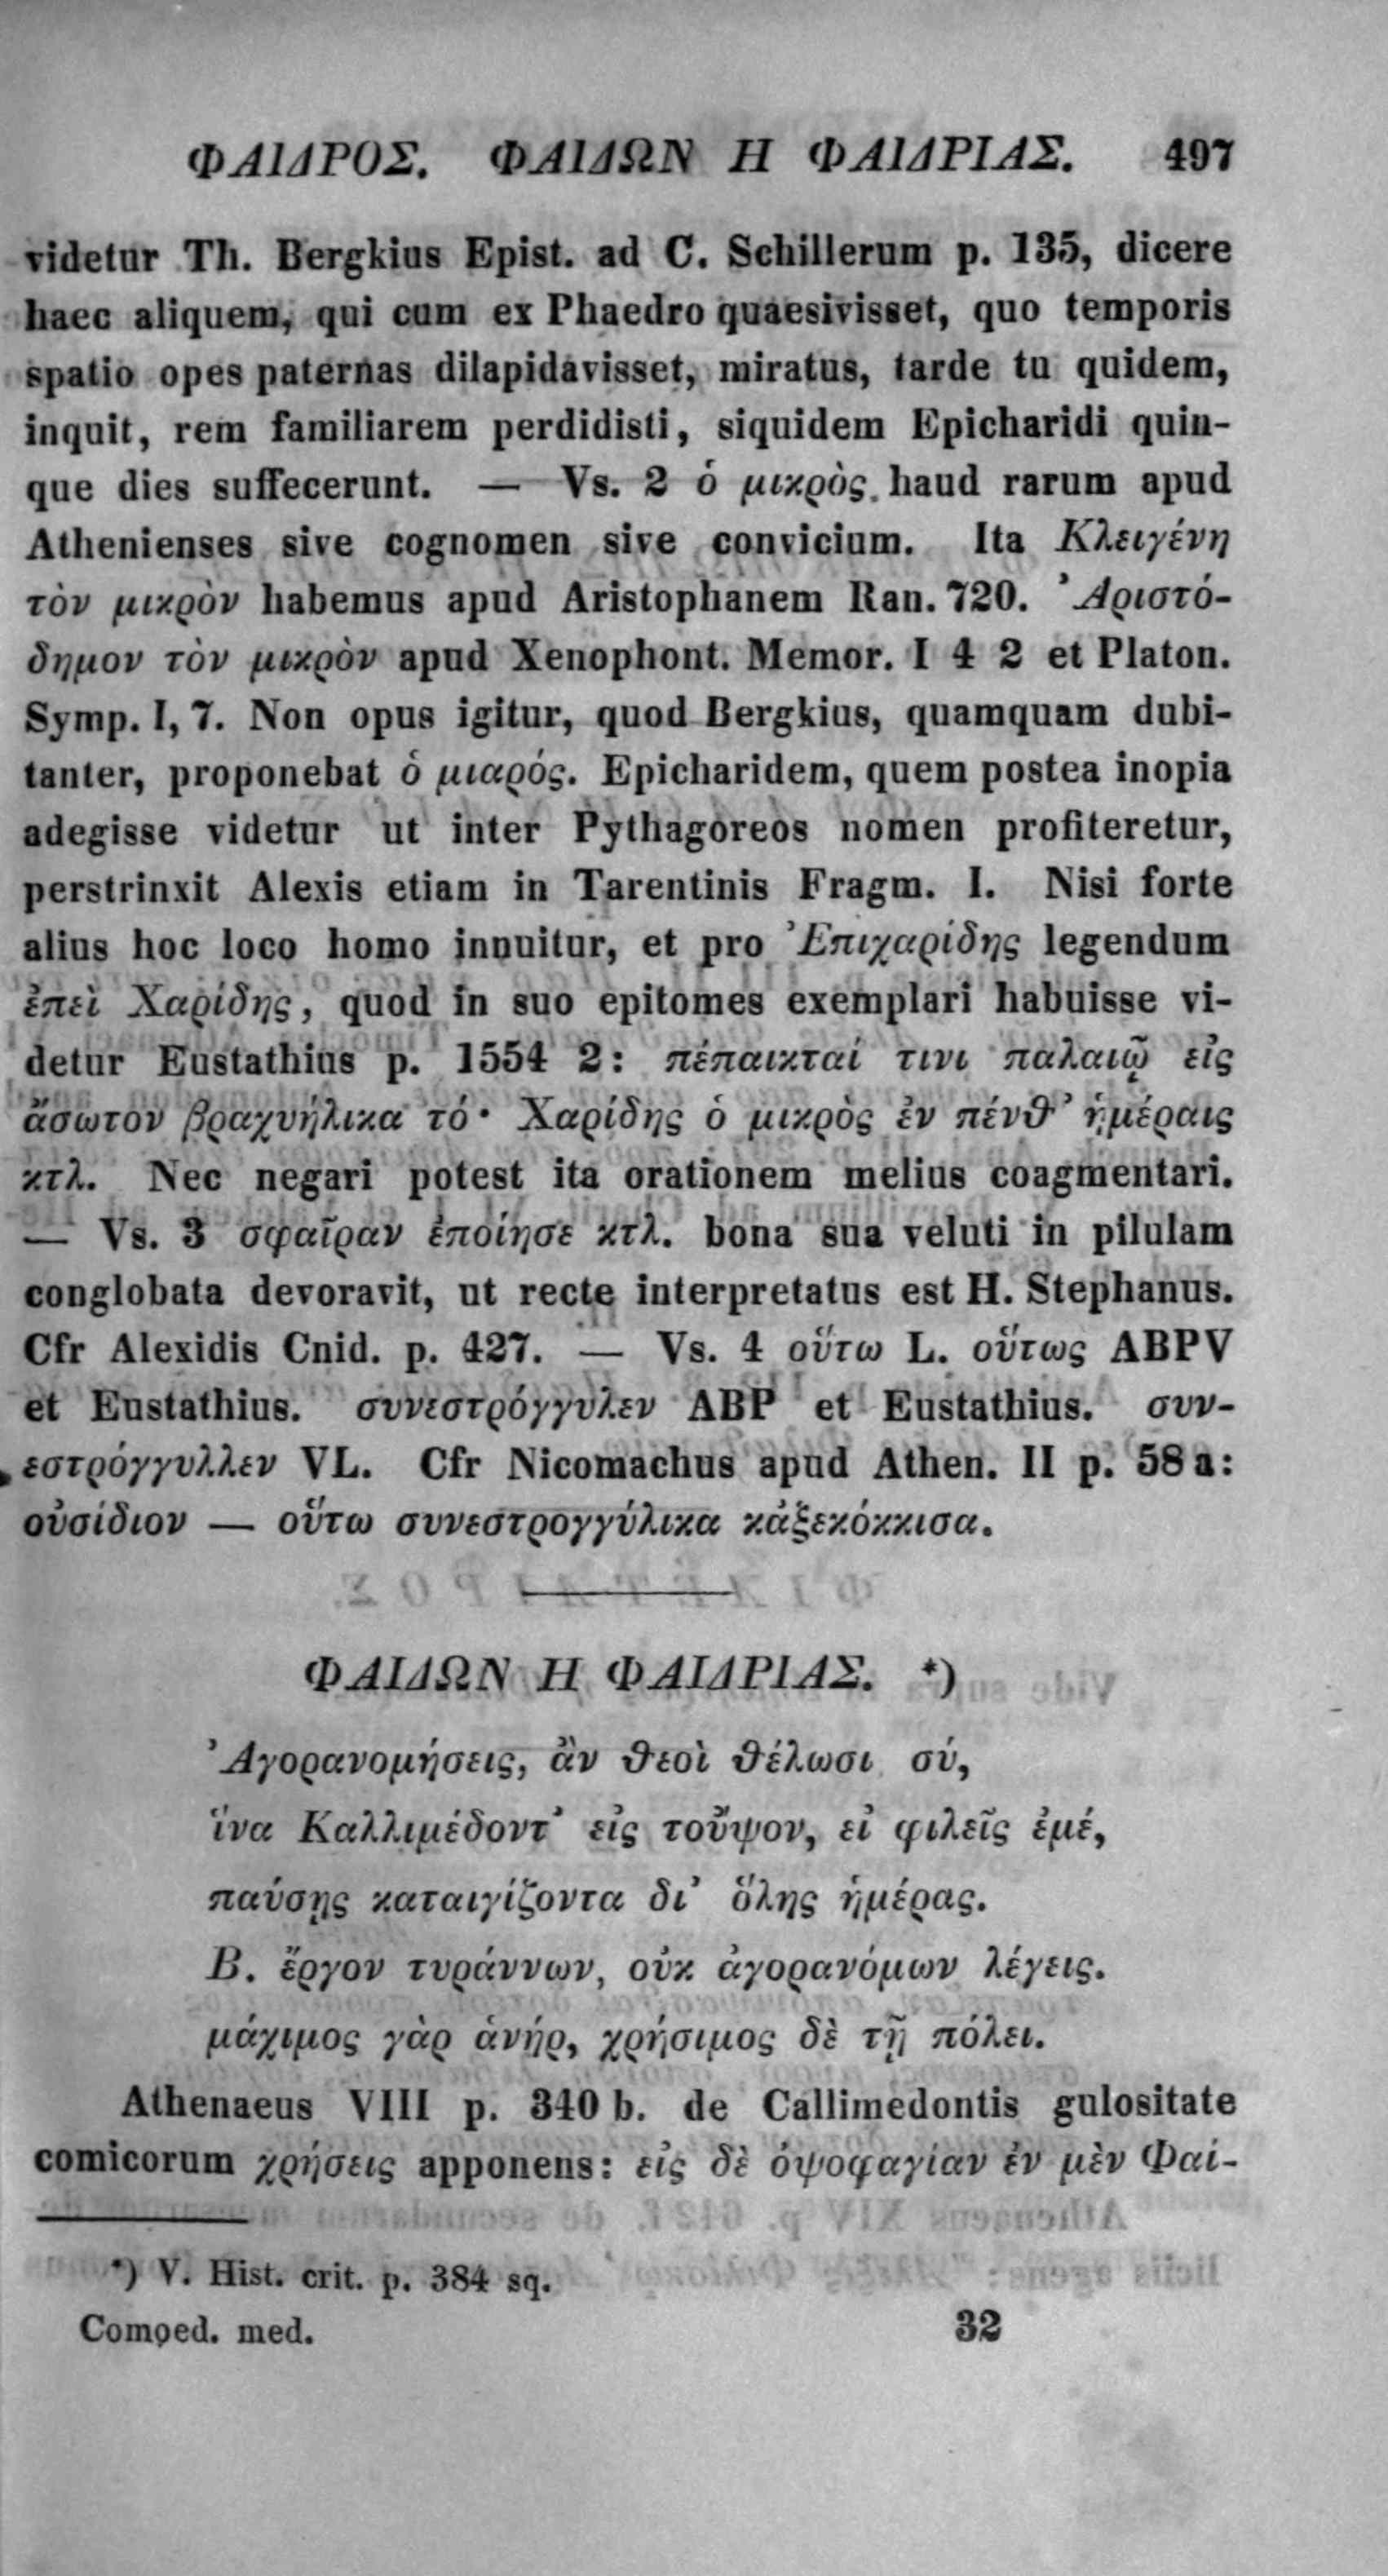 ΦΑΙΔΡΟΣ. ΦΑΙΔΩΝ Η ΦΑΙΔΡΙΑΣ. 497
videtur Th. Bergkius Epist. ad C. Schillerum p. 135, dicere
haec aliquem, qui cum ex Phaedro quaesivisset, quo temporis
spatio opes paternas dilapidavisset, miratus, tarde tu quidem,
inquit, rem familiarem perdidisti, siquidem Epicharidi quin-
que dies suffecerunt. — Vs. 2 ὁ μικρὸς haud rarum apud
Athenienses sive cognomen sive convicium. Ita Κλειγένη
τὸν μικρὸν habemus apud Aristophanem Ran. 720. Ἀριστό-
δημον τὸν μικρὸν apud Xenophont. Memor. I 4 2 et Platon.
Symp. I, 7. Non opus igitur, quod Bergkius, quamquam dubi-
tanter, proponebat ὁ μιαρός. Epicharidem, quem postea inopia
adegisse videtur ut inter Pythagoreos nomen profiteretur,
perstrinxit Alexis etiam in Tarentinis Fragm. I. Nisi forte
alius hoc loco homo innuitur, et pro Ἐπιχαρίδης legendum
ἐπεὶ Χαρίδης, quod in suo epitomes exemplari habuisse vi-
detur Eustathius p. 1554 2: πέπαικταί τινι παλαιῷ εἰς
ἄσωτον βραχυήλικα τό· Χαρίδης ὁ μικρὸς ἐν πένθ’ ἡμέραις
κτλ. Nec negari potest ita orationem melius coagmentari.
— Vs. 3 σφαῖραν ἐποίησε κτλ. bona sua veluti in pilulam
conglobata devoravit, ut recte interpretatus est H. Stephanus.
Cfr Alexidis Cnid. p. 427. — Vs. 4 οὕτω L. οὕτως ABPV
et Eustathius. συνεστρόγγυλεν ABP et Eustathius. συν-
εστρόγγυλλεν VL. Cfr Nicomachus apud Athen. II p. 58 a:
οὐσίδιον — οὕτω συνεστρογγύλικα κἀξεκόκκισα.
ΦΑΙΔΩΝ Η ΦΑΙΔΡΙΑΣ. *)
Ἀγορανομήσεις, ἂν θεοὶ θέλωσι σύ,
ἵνα Καλλιμέδοντ’ εἰς τοὖψον, εἰ φιλεῖς ἐμέ,
παύσῃς καταιγίζοντα δι’ ὅλης ἡμέρας.
Β. ἔργον τυράννων, οὐκ ἀγορανόμων λέγεις.
μάχιμος γὰρ ἁνήρ, χρήσιμος δὲ τῇ πόλει.
Athenaeus VIII p. 340 b. de Callimedontis gulositate
comicorum χρήσεις apponens: εἰς δὲ ὀψοφαγίαν ἐν μὲν Φαί-
*) V. Hist. crit. p. 384 sq.
Comoed. med. 32